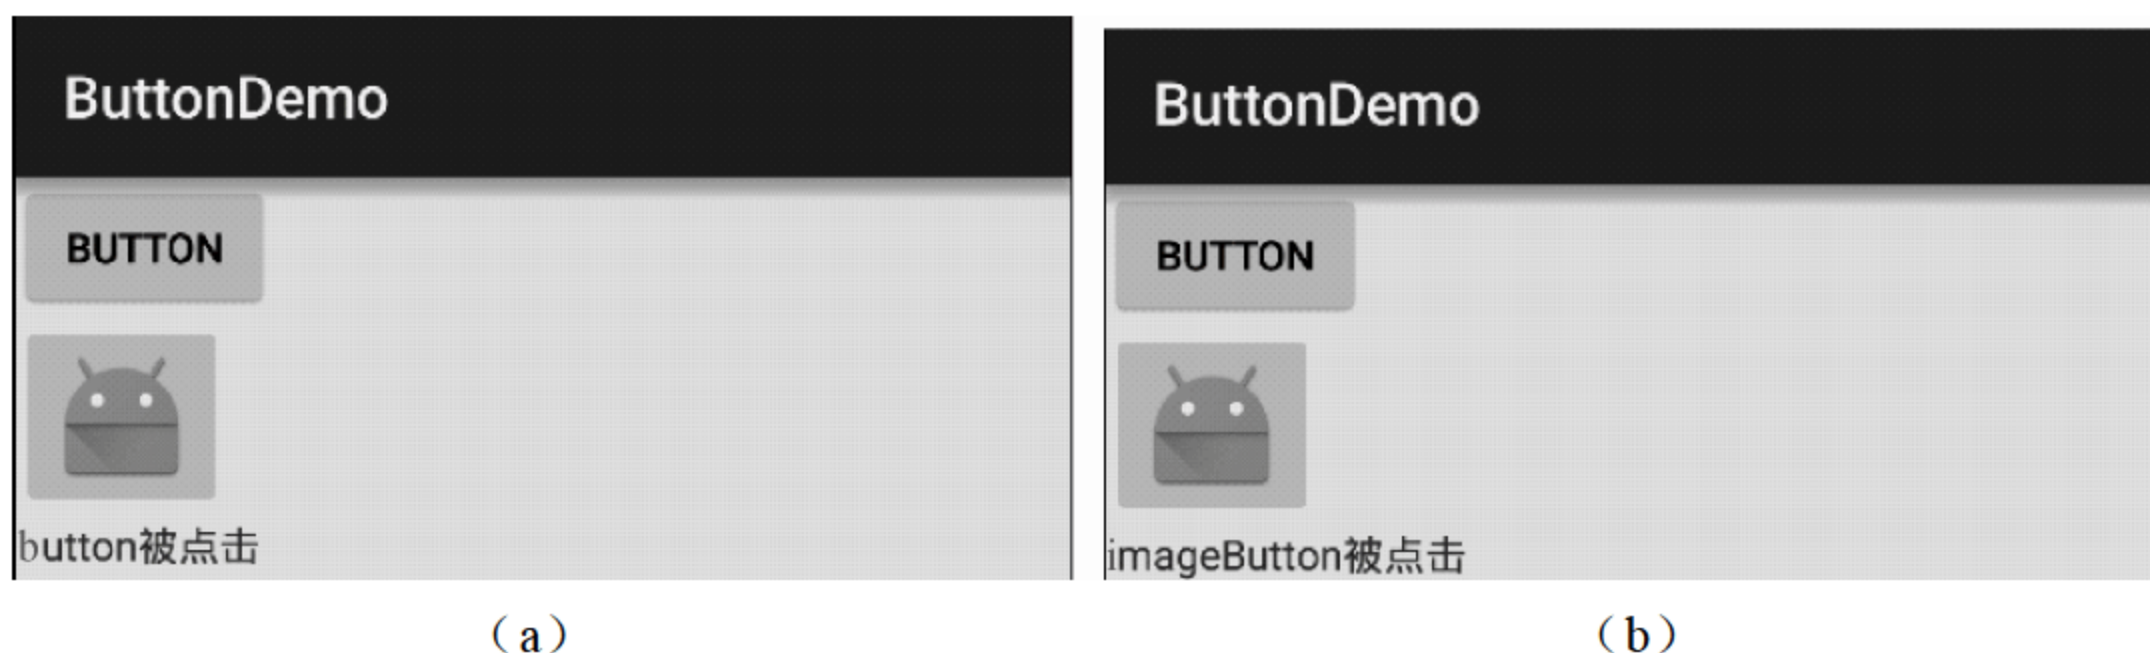 ButtonDemo
BUTTON
button被点击
(a)
ButtonDemo
BUTTON
imageButton被点击
(b)